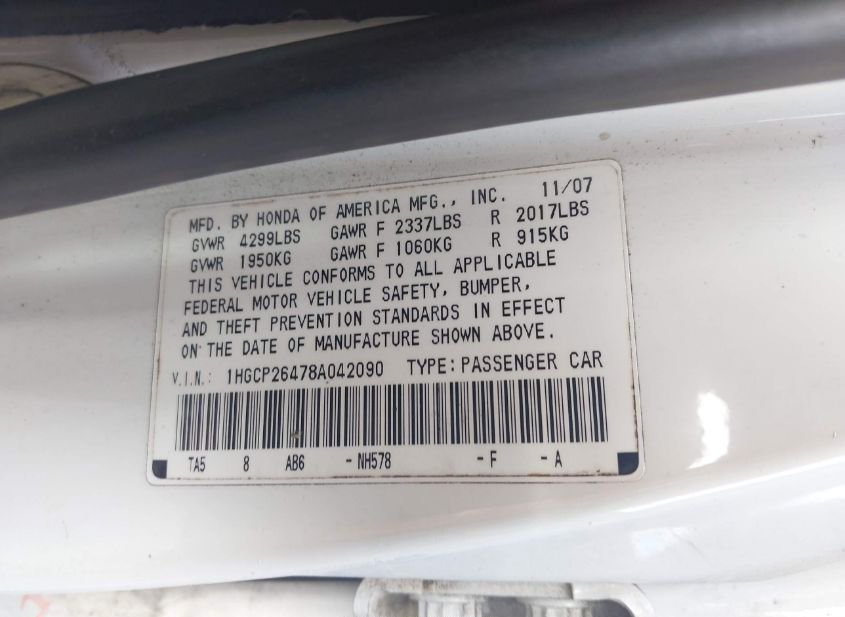 MFD. BY HONDA OF AMERICA MFG., INC. 11/07
GVWR 4299LBS GAWR F 2337LBS R 2017LBS
GVWR 1950KG GAWR F 1060KG R 915KG
THIS VEHICLE CONFORMS TO ALL APPLICABLE
FEDERAL MOTOR VEHICLE SAFETY, BUMPER,
AND THEFT PREVENTION STANDARDS IN EFFECT
ON THE DATE OF MANUFACTURE SHOWN ABOVE.
V.I.N.: 1HGCP26478A042090 TYPE: PASSENGER CAR
TA5 8 AB6 -NH578 -F -A